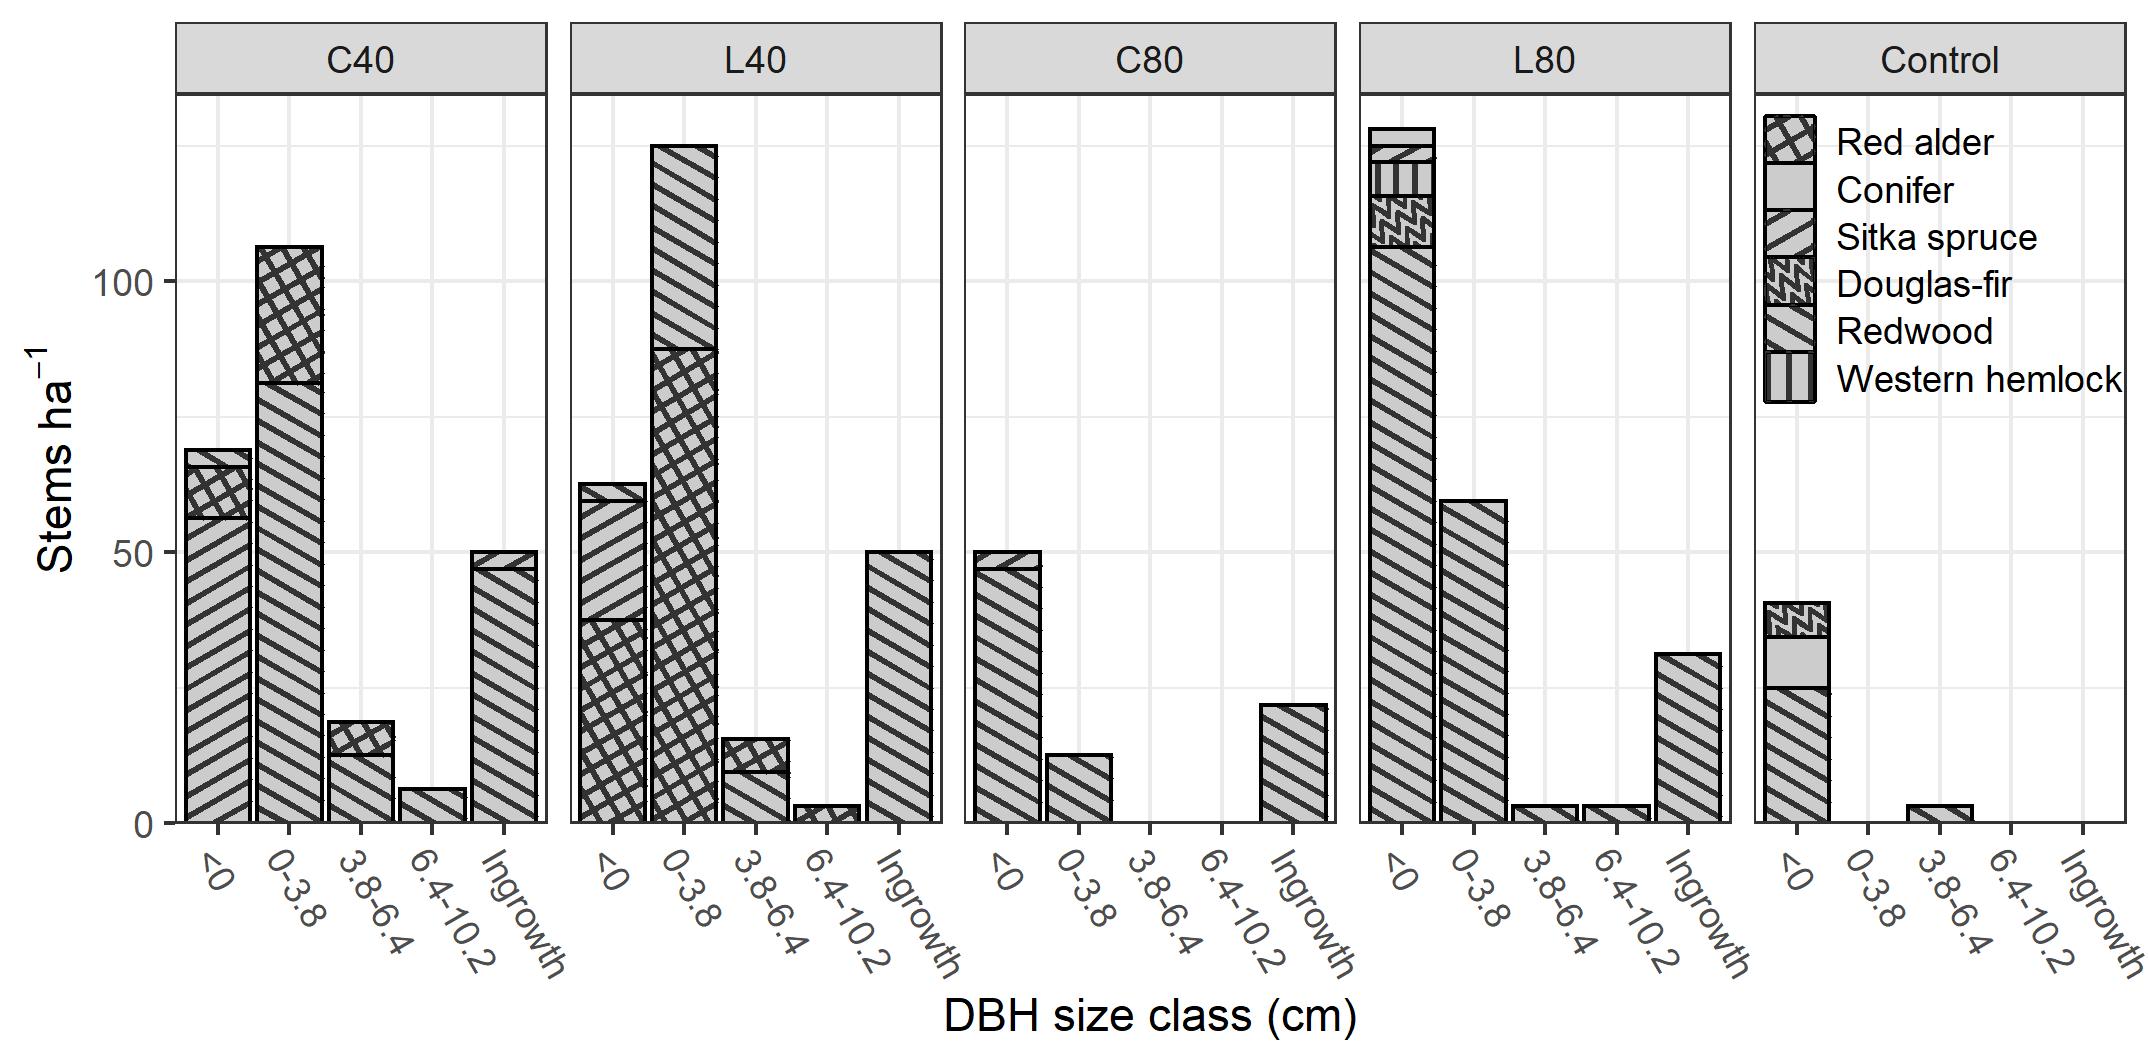 C40
L40
C80
L80
Control
Stems ha⁻¹
100
50
0
Red alder
Conifer
Sitka spruce
Douglas-fir
Redwood
Western hemlock
<0
0-3.8
3.8-6.4
6.4-10.2
Ingrowth
<0
0-3.8
3.8-6.4
6.4-10.2
Ingrowth
<0
0-3.8
3.8-6.4
6.4-10.2
Ingrowth
<0
0-3.8
3.8-6.4
6.4-10.2
Ingrowth
<0
0-3.8
3.8-6.4
6.4-10.2
Ingrowth
DBH size class (cm)